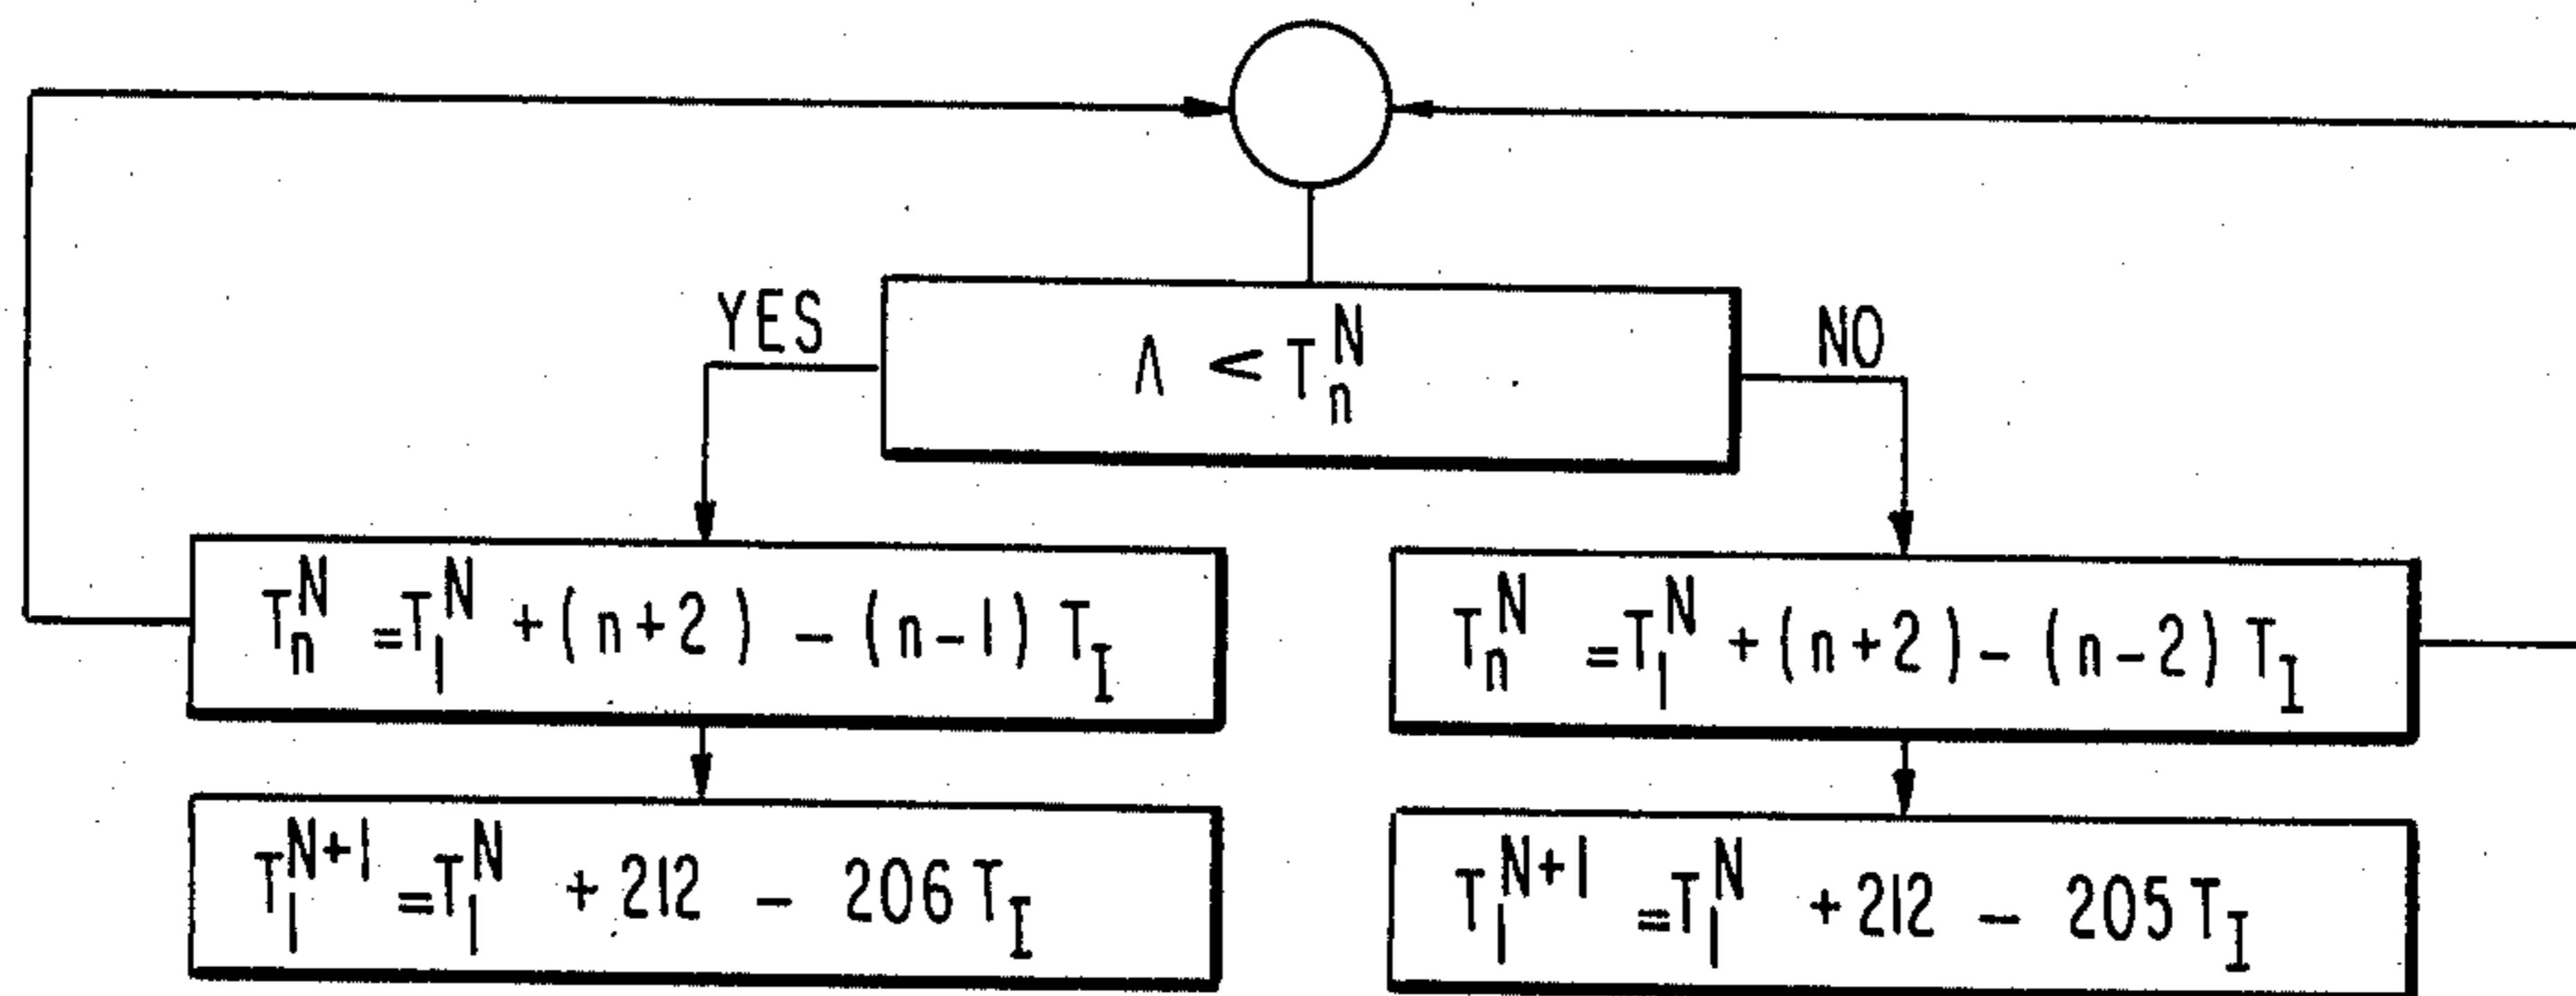 YES
Λ < T_n^N
NO
T_n^N = T_1^N + (n+2) - (n-1) T_I
T_n^N = T_1^N + (n+2) - (n-2) T_I
T_1^{N+1} = T_1^N + 212 - 206 T_I
T_1^{N+1} = T_1^N + 212 - 205 T_I